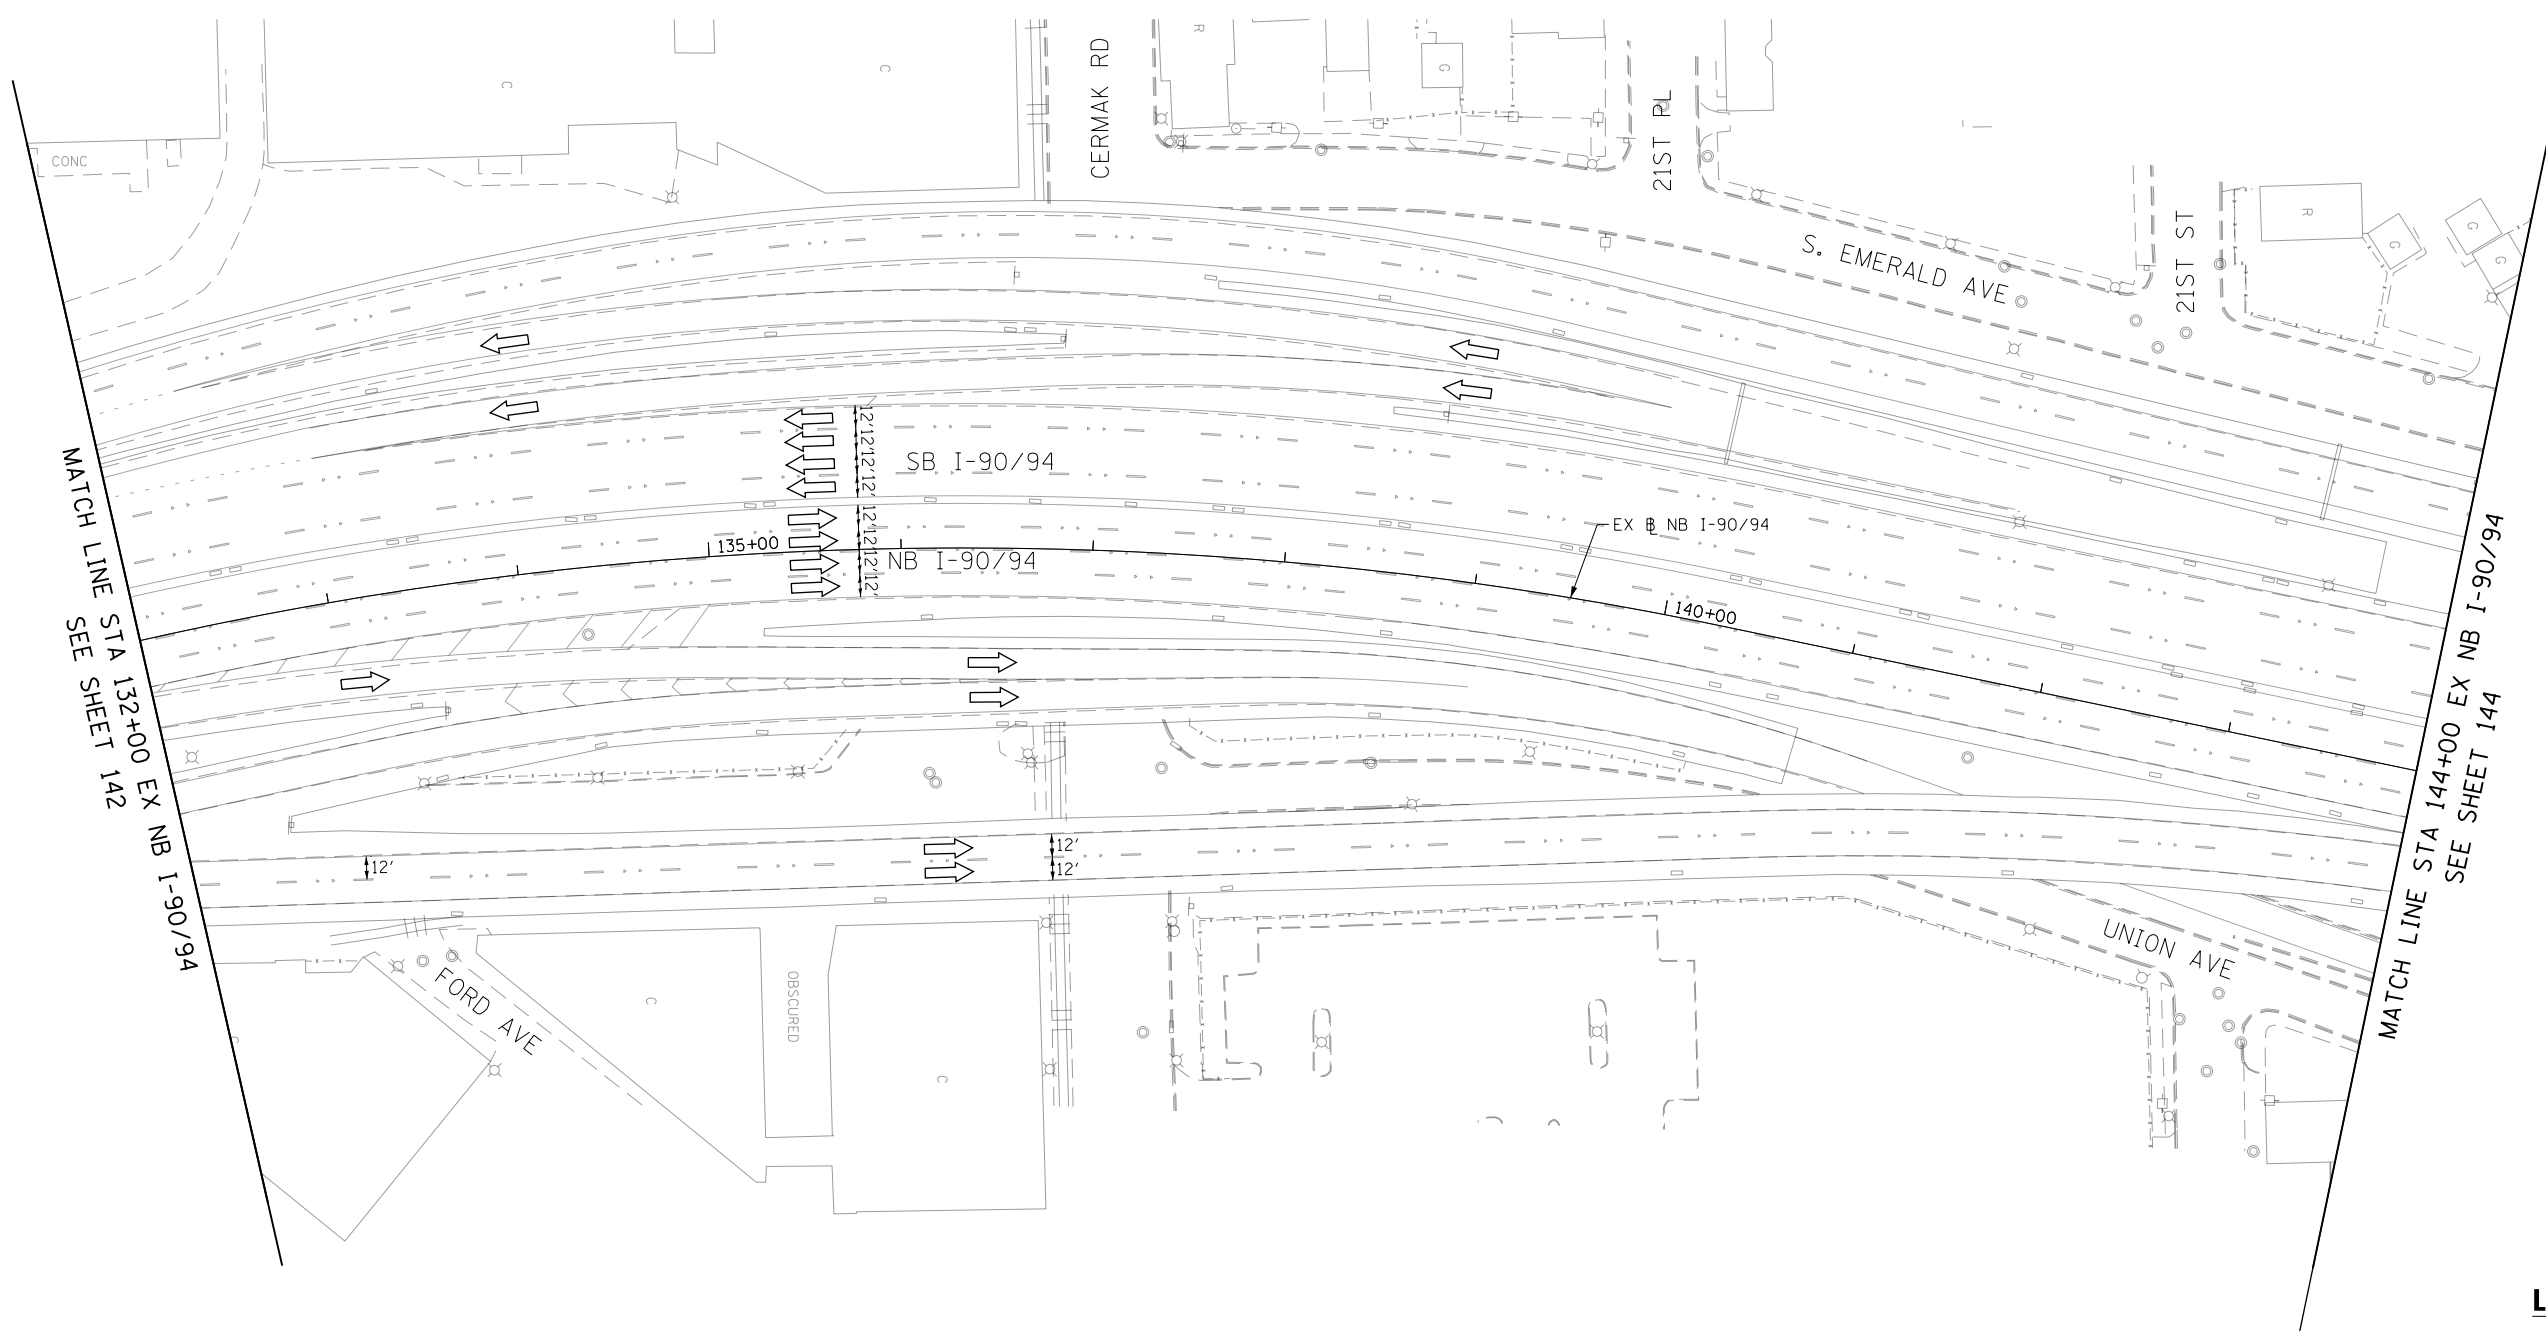 CERMAK RD
21ST PL
S. EMERALD AVE
21ST ST
R
G
R
G
G
G
C
C
CONC
12'
12'
12'
12'
SB I-90/94
12'
12'
12'
12'
135+00
NB I-90/94
EX BL NB I-90/94
140+00
MATCH LINE STA 132+00 EX NB I-90/94
SEE SHEET 142
MATCH LINE STA 144+00 EX NB I-90/94
SEE SHEET 144
12'
12'
12'
FORD AVE
C
OBSCURED
C
C
UNION AVE
L